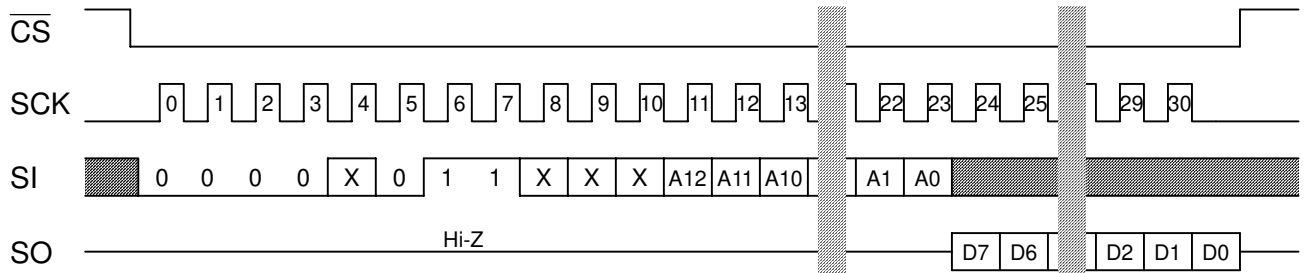 CS
SCK 0 1 2 3 4 5 6 7 8 9 10 11 12 13 22 23 24 25 29 30
SI 0 0 0 0 X 0 1 1 X X X A12 A11 A10 A1 A0
SO Hi-Z D7 D6 D2 D1 D0